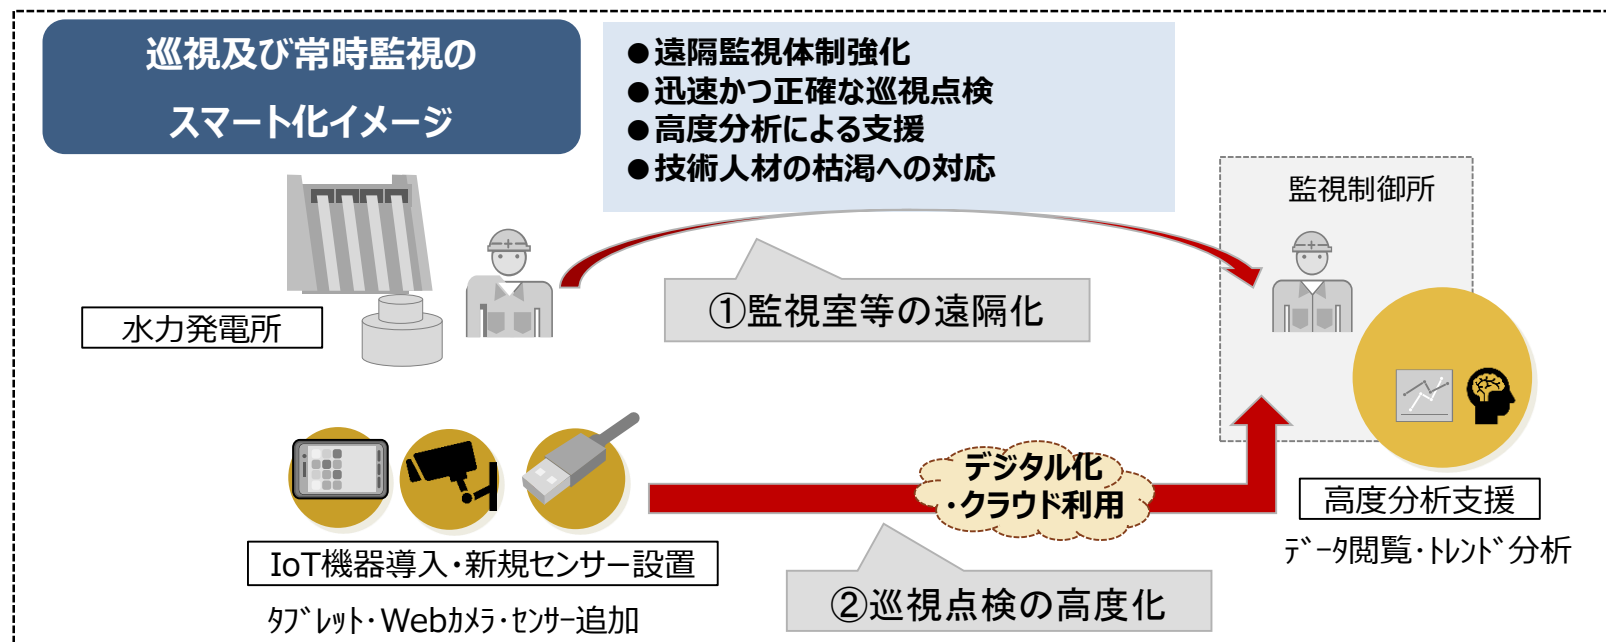 巡視及び常時監視の
スマート化イメージ
●遠隔監視体制強化
●迅速かつ正確な巡視点検
●高度分析による支援
●技術人材の枯渇への対応
監視制御所
水力発電所
①監視室等の遠隔化
デジタル化
・クラウド利用
高度分析支援
ﾃﾞｰﾀ閲覧・ﾄﾚﾝﾄﾞ分析
IoT機器導入・新規センサー設置
ﾀﾌﾞﾚｯﾄ・Webｶﾒﾗ・ｾﾝｻｰ追加
②巡視点検の高度化